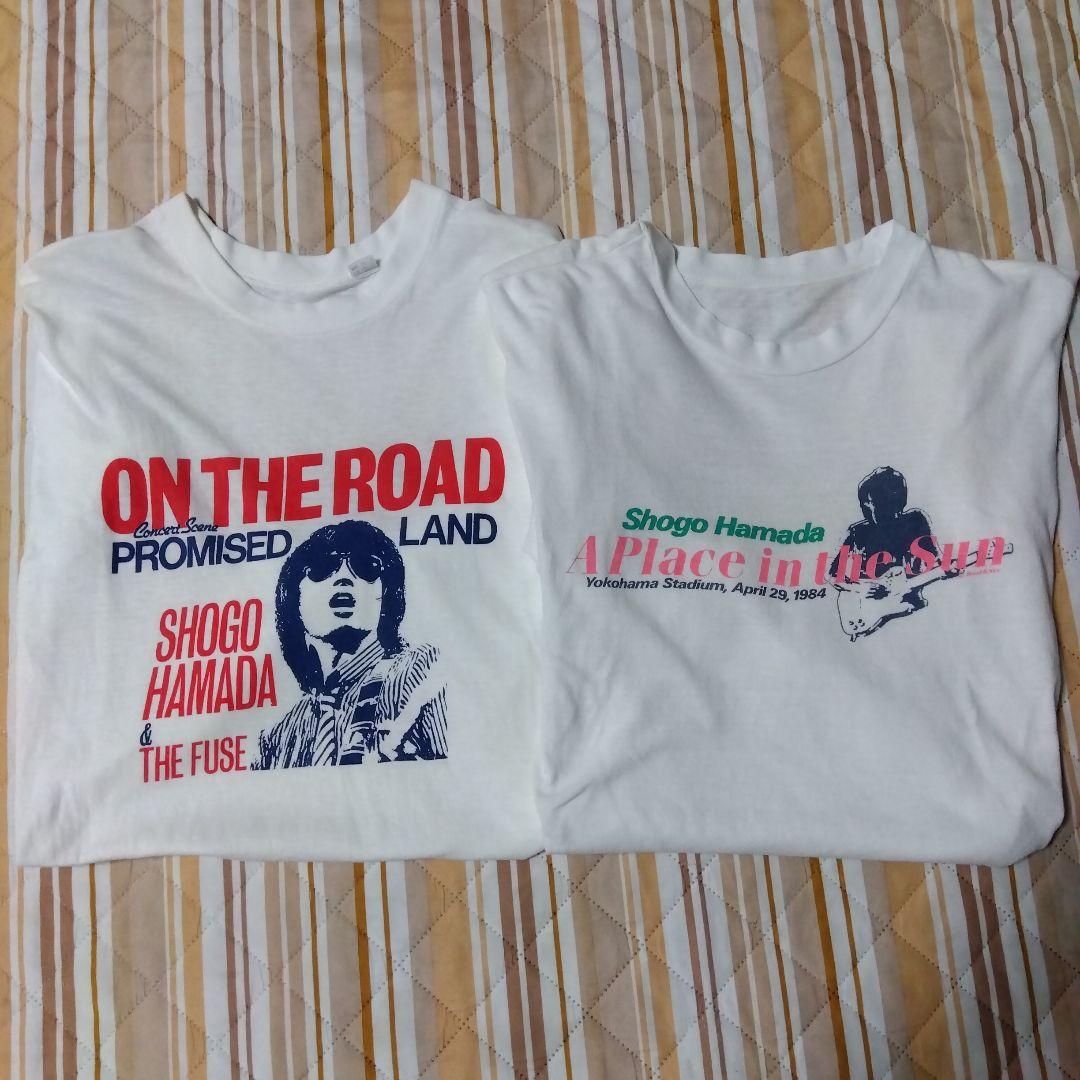 ON THE ROAD
Concert Scene
PROMISED LAND
SHOGO
HAMADA
&
THE FUSE
Shogo Hamada
A Place in the Sun
Yokohama Stadium, April 29, 1984